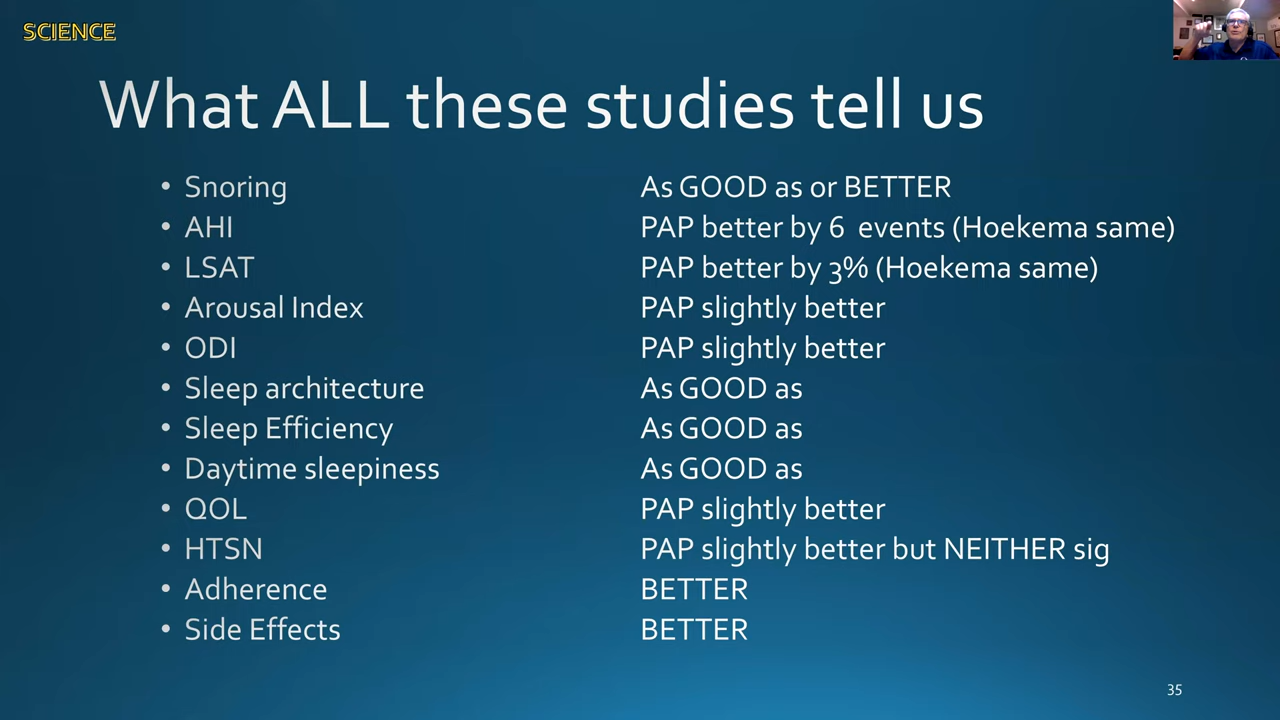 SCIENCE
What ALL these studies tell us
• Snoring As GOOD as or BETTER
• AHI PAP better by 6 events (Hoekema same)
• LSAT PAP better by 3% (Hoekema same)
• Arousal Index PAP slightly better
• ODI PAP slightly better
• Sleep architecture As GOOD as
• Sleep Efficiency As GOOD as
• Daytime sleepiness As GOOD as
• QOL PAP slightly better
• HTSN PAP slightly better but NEITHER sig
• Adherence BETTER
• Side Effects BETTER
35